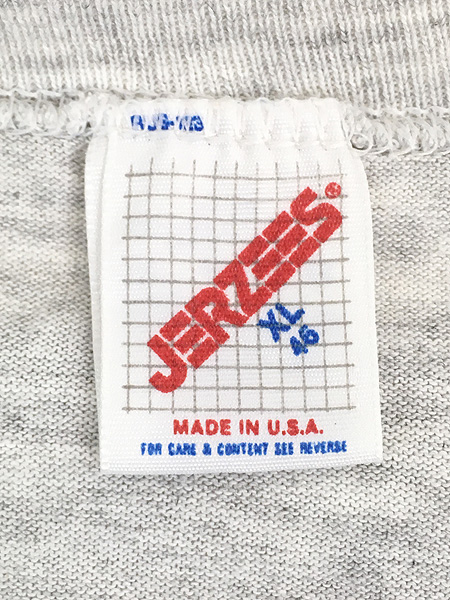 JERZEES®
XL
46
MADE IN U.S.A.
FOR CARE & CONTENT SEE REVERSE